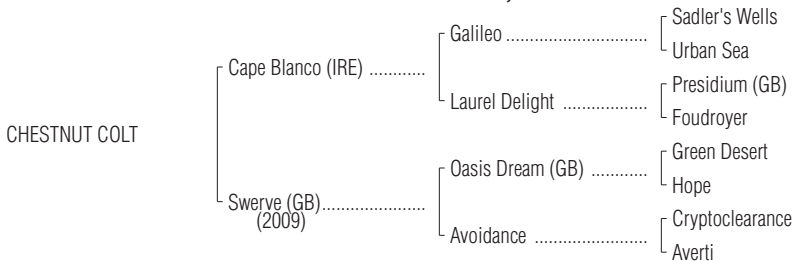 Sadler's Wells
Galileo ................................
Urban Sea
Cape Blanco (IRE) ............
Presidium (GB)
Laurel Delight ...................
Foudroyer
CHESTNUT COLT
Green Desert
Oasis Dream (GB) ............
Hope
Swerve (GB)......................
(2009)
Cryptoclearance
Avoidance .........................
Averti